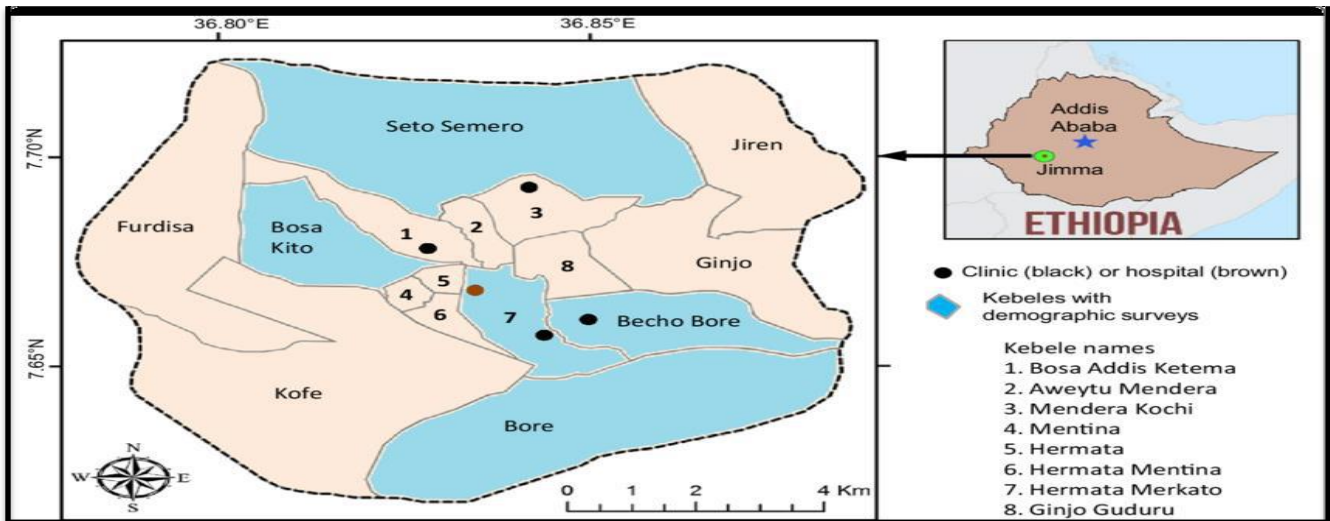 36.80°E
36.85°E
7.70°N
7.65°N
Seto Semero
Jiren
Furdisa
Bosa
Kito
1
2
3
Ginjo
8
5
4
6
7
Becho Bore
Kofe
Bore
N
W
E
S
0 1 2 4 Km
Addis
Ababa
Jimma
ETHIOPIA
Clinic (black) or hospital (brown)
Kebeles with
demographic surveys
Kebele names
1. Bosa Addis Ketema
2. Aweytu Mendera
3. Mendera Kochi
4. Mentina
5. Hermata
6. Hermata Mentina
7. Hermata Merkato
8. Ginjo Guduru